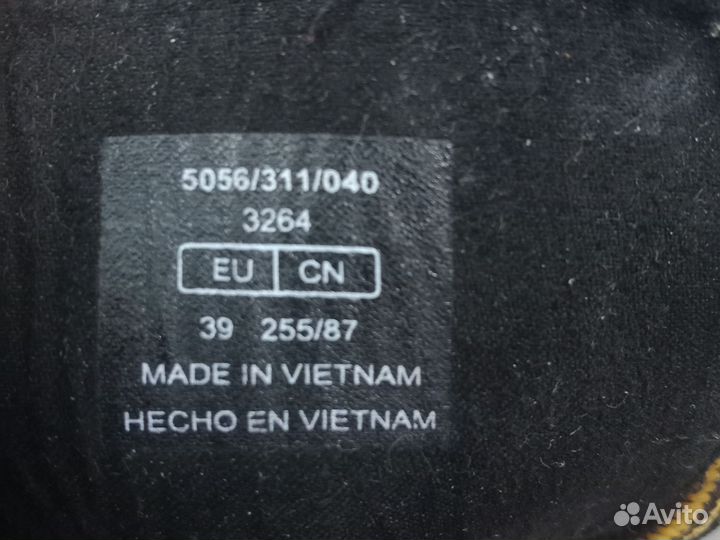 5056/311/040
3264
EU CN
39 255/87
MADE IN VIETNAM
HECHO EN VIETNAM
Avito